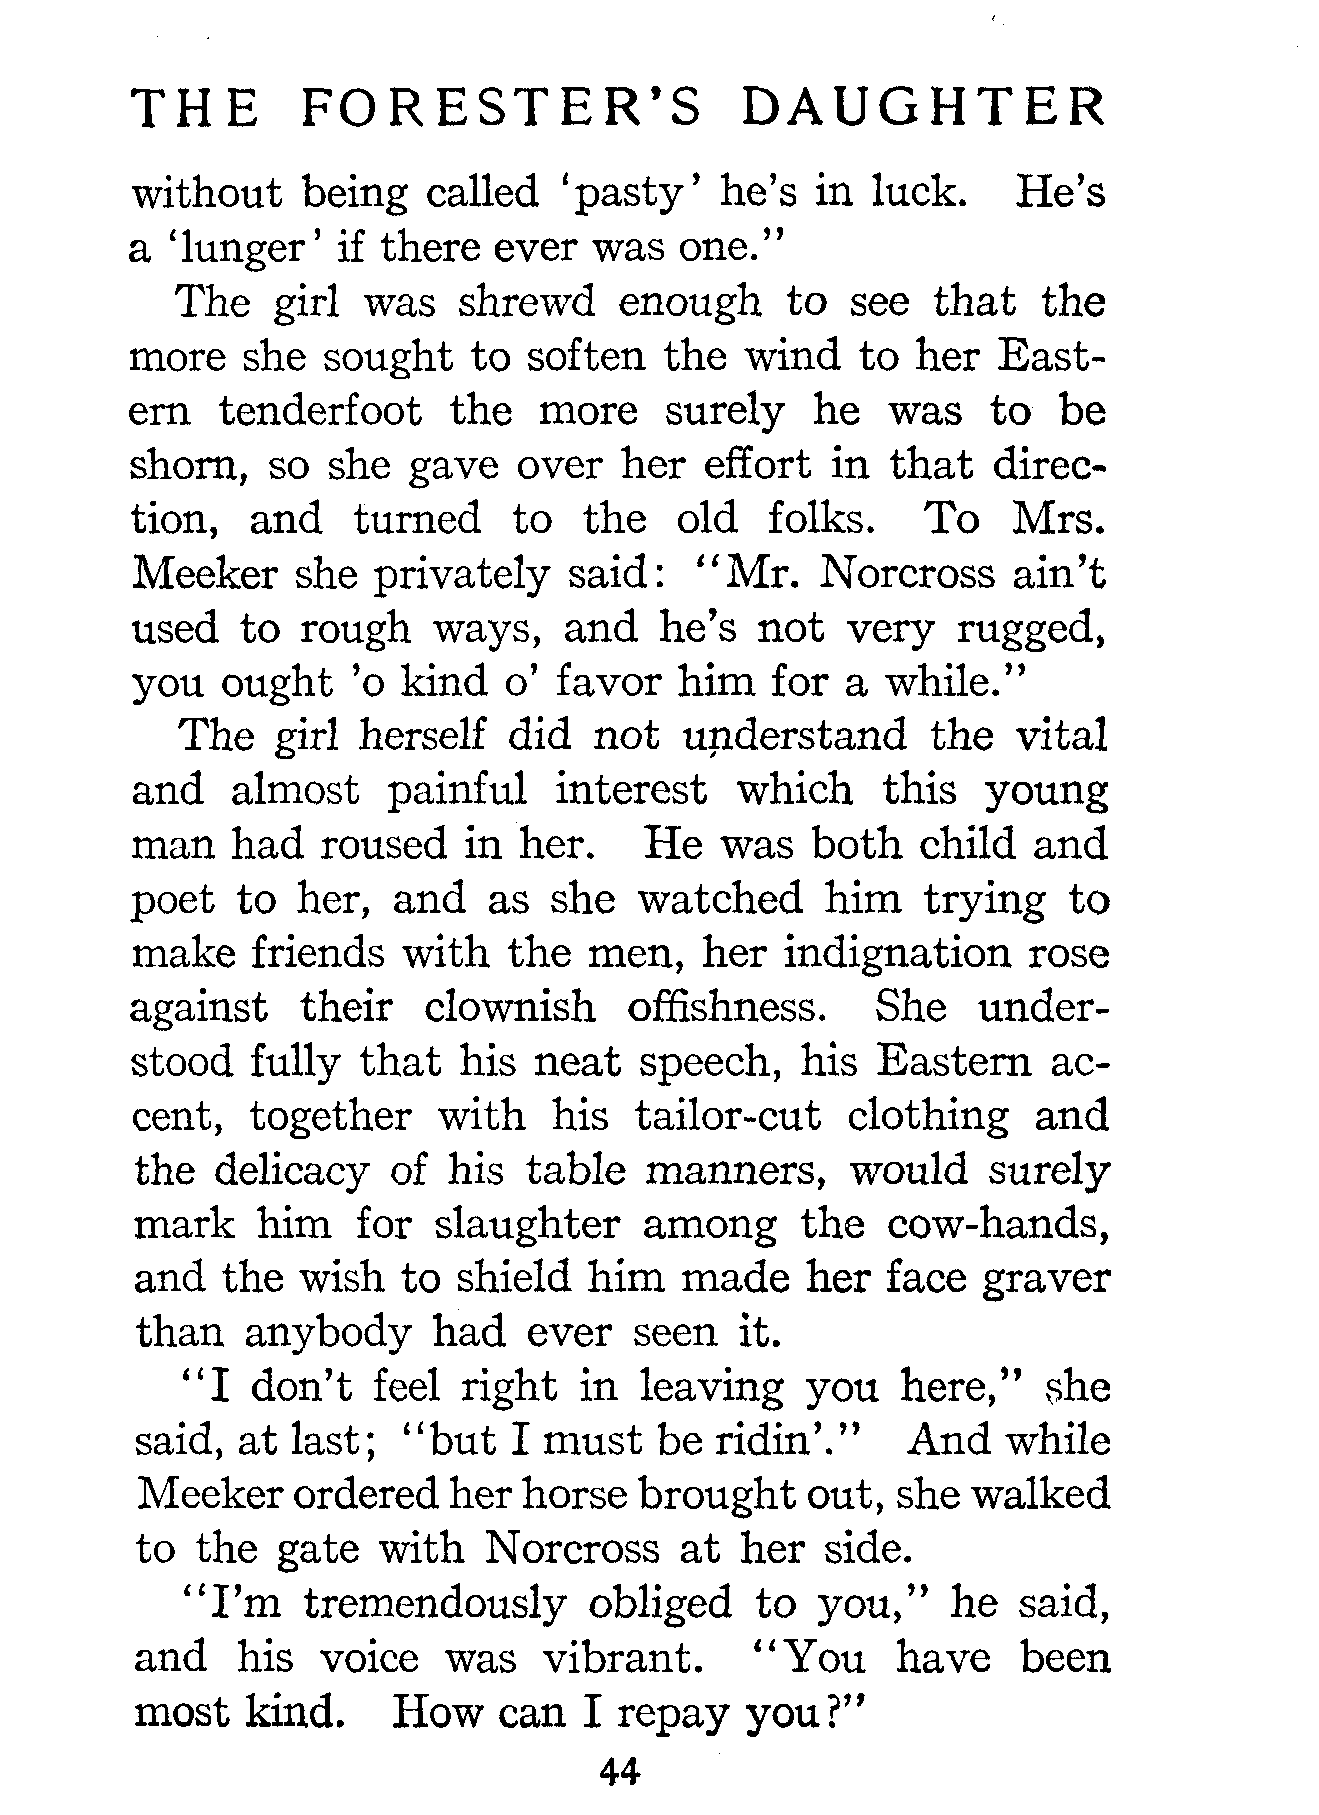 THE FORESTER'S DAUGHTER
without being called ‘pasty’ he's in luck. He's
a ‘lunger’ if there ever was one.”
The girl was shrewd enough to see that the
more she sought to soften the wind to her East-
ern tenderfoot the more surely he was to be
shorn, so she gave over her effort in that direc-
tion, and turned to the old folks. To Mrs.
Meeker she privately said: “Mr. Norcross ain't
used to rough ways, and he's not very rugged,
you ought 'o kind o' favor him for a while.”
The girl herself did not understand the vital
and almost painful interest which this young
man had roused in her. He was both child and
poet to her, and as she watched him trying to
make friends with the men, her indignation rose
against their clownish offishness. She under-
stood fully that his neat speech, his Eastern ac-
cent, together with his tailor-cut clothing and
the delicacy of his table manners, would surely
mark him for slaughter among the cow-hands,
and the wish to shield him made her face graver
than anybody had ever seen it.
“I don't feel right in leaving you here,” she
said, at last; “but I must be ridin'.” And while
Meeker ordered her horse brought out, she walked
to the gate with Norcross at her side.
“I'm tremendously obliged to you,” he said,
and his voice was vibrant. “You have been
most kind. How can I repay you?”
44